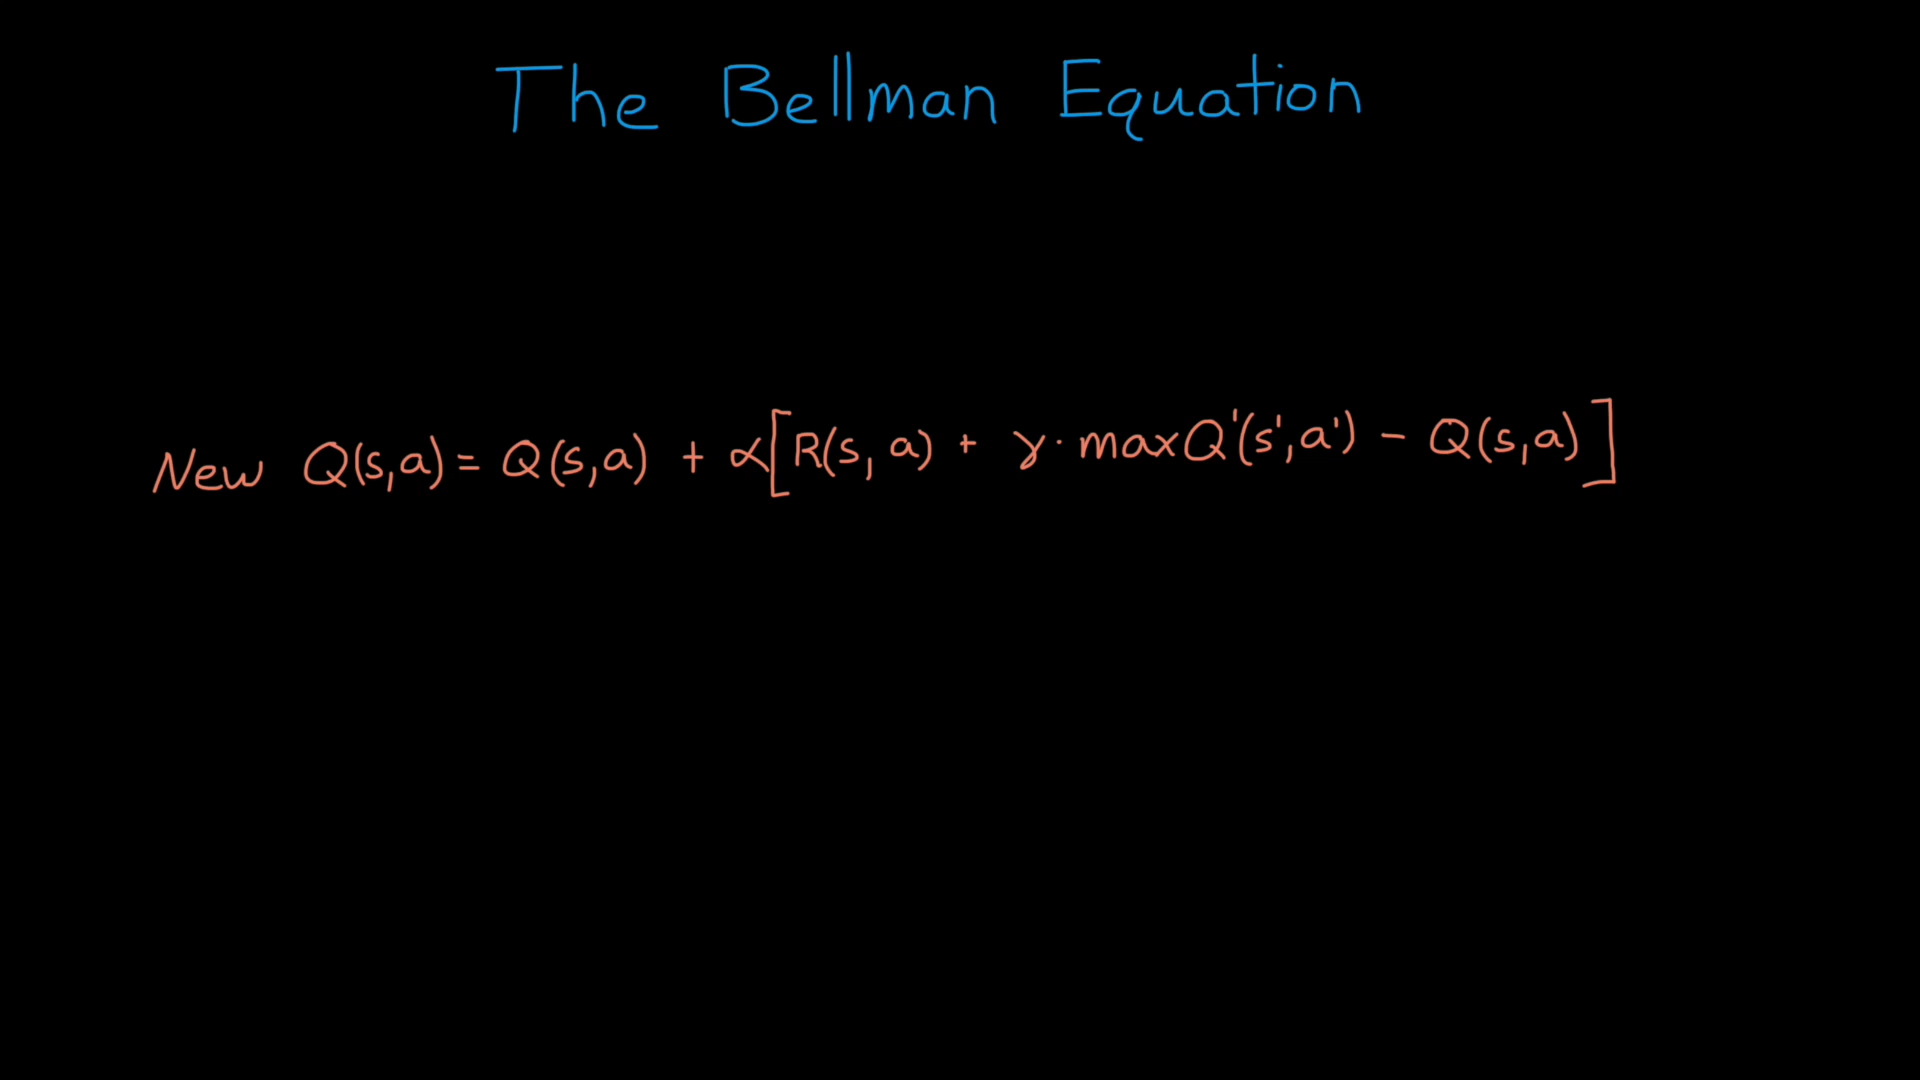 The Bellman Equation
New Q(s,a) = Q(s,a) + α[R(s, a) + γ · maxQ'(s',a') - Q(s,a)]